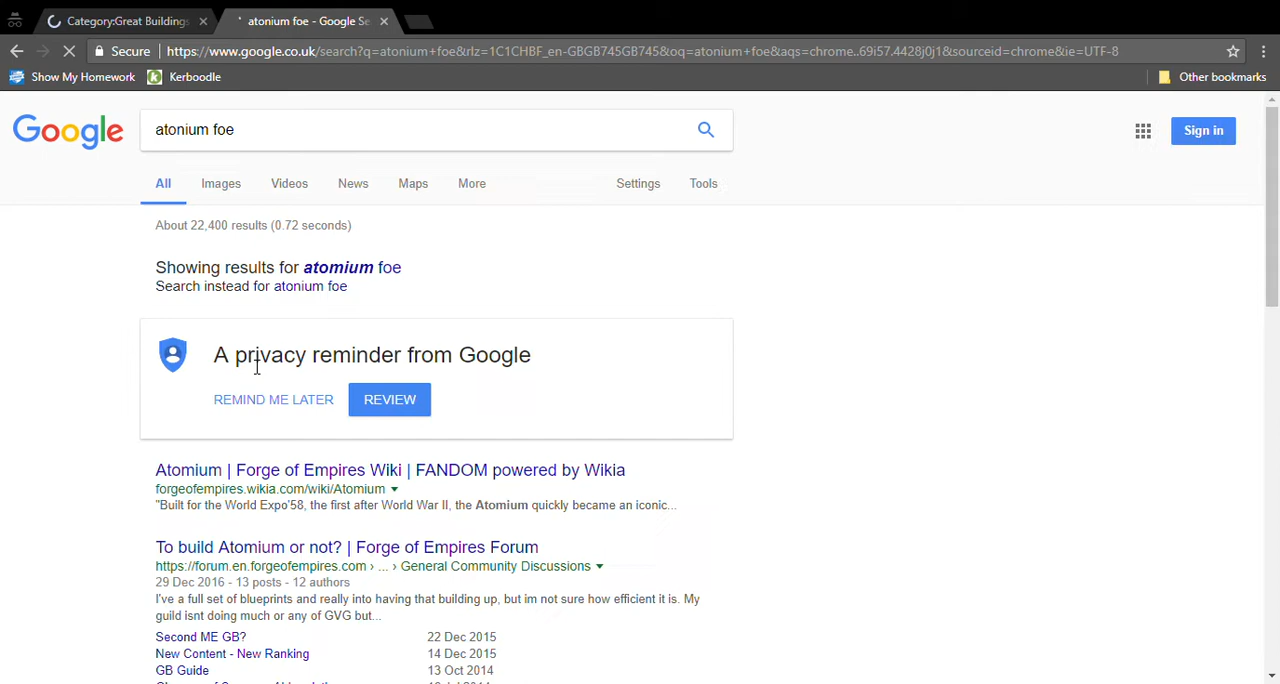 Category:Great Buildings
atonium foe - Google Se
Secure
https://www.google.co.uk/search?q=atonium+foe&rlz=1C1CHBF_en-GBGB745GB745&oq=atonium+foe&aqs=chrome..69i57.4428j0j1&sourceid=chrome&ie=UTF-8
Show My Homework
Kerboodle
Other bookmarks
Google
atonium foe
Sign in
All Images Videos News Maps More Settings Tools
About 22,400 results (0.72 seconds)
Showing results for atomium foe
Search instead for atonium foe
A privacy reminder from Google
REMIND ME LATER REVIEW
Atomium | Forge of Empires Wiki | FANDOM powered by Wikia
forgeofempires.wikia.com/wiki/Atomium
"Built for the World Expo'58, the first after World War II, the Atomium quickly became an iconic...
To build Atomium or not? | Forge of Empires Forum
https://forum.en.forgeofempires.com › ... › General Community Discussions
29 Dec 2016 - 13 posts - 12 authors
I've a full set of blueprints and really into having that building up, but im not sure how efficient it is. My
guild isnt doing much or any of GVG but...
Second ME GB? 22 Dec 2015
New Content - New Ranking 14 Dec 2015
GB Guide 13 Oct 2014